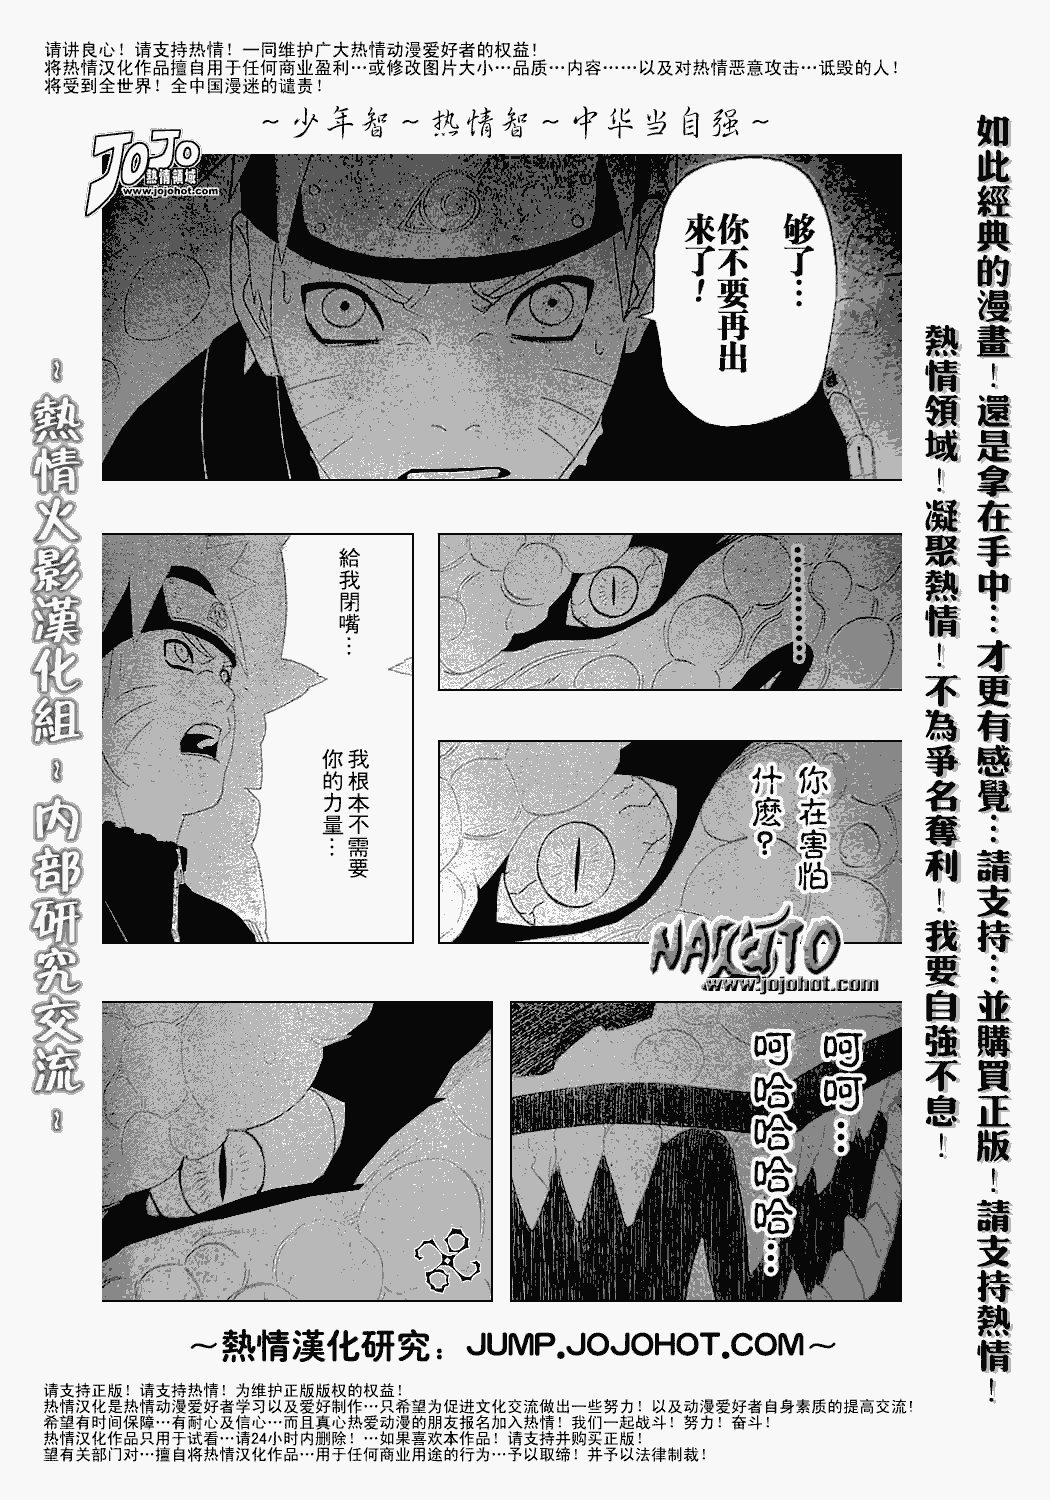 请讲良心！请支持热情！一同维护广大热情动漫爱好者的权益！
将热情汉化作品擅自用于任何商业盈利…或修改图片大小…品质…内容……以及对热情恶意攻击…诋毁的人！
将受到全世界！全中国漫迷的谴责！
～少年智～热情智～中华当自强～
JOJO
熱情領域
www.jojohot.com
如此經典的漫畫！還是拿在手中…才更有感覺…請支持…並購買正版！請支持熱情！
熱情領域！凝聚熱情！不為爭名奪利！我要自強不息！
～熱情火影漢化組～内部研究交流～
够了…
你不要再出
來了！
…………
給我閉嘴…
我根本不需要
你的力量…
你在害怕
什麽？
NARUTO
www.jojohot.com
呵呵…
呵哈哈哈哈…
～熱情漢化研究：JUMP.JOJOHOT.COM～
请支持正版！请支持热情！为维护正版版权的权益！
热情汉化是热情动漫爱好者学习以及爱好制作…只希望为促进文化交流做出一些努力！以及动漫爱好者自身素质的提高交流！
希望有时间保障…有耐心及信心…而且真心热爱动漫的朋友报名加入热情！我们一起战斗！努力！奋斗！
热情汉化作品只用于试看…请24小时内删除！…如果喜欢本作品！请支持并购买正版！
望有关部门对…擅自将热情汉化作品…用于任何商业用途的行为…予以取缔！并予以法律制裁！